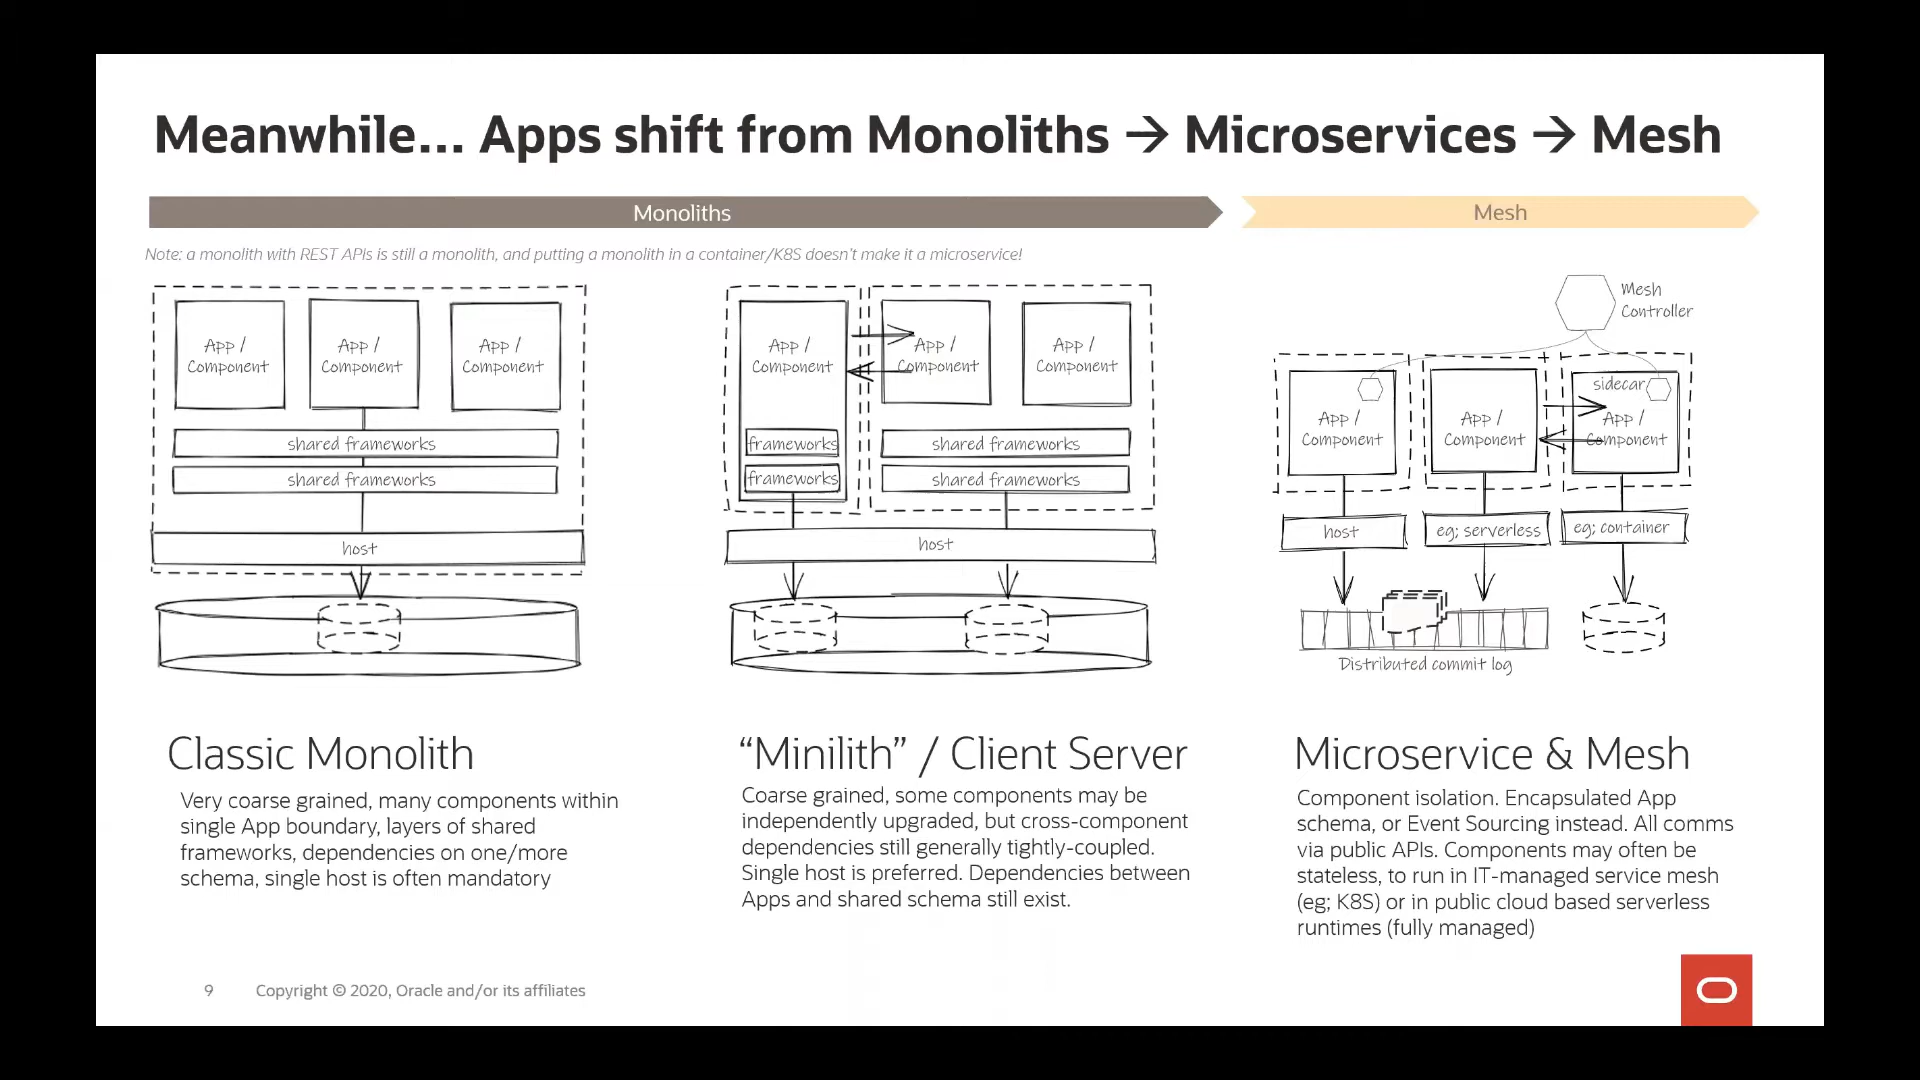 Meanwhile... Apps shift from Monoliths → Microservices → Mesh
Monoliths
Mesh
Note: a monolith with REST APIs is still a monolith, and putting a monolith in a container/K8S doesn't make it a microservice!
App /
Component
App /
Component
App /
Component
shared frameworks
shared frameworks
host
App /
Component
frameworks
frameworks
App /
Component
App /
Component
shared frameworks
shared frameworks
host
Mesh
Controller
App /
Component
App /
Component
sidecar
App /
Component
host
eg; serverless
eg; container
Distributed commit log
Classic Monolith
Very coarse grained, many components within
single App boundary, layers of shared
frameworks, dependencies on one/more
schema, single host is often mandatory
“Minilith” / Client Server
Coarse grained, some components may be
independently upgraded, but cross-component
dependencies still generally tightly-coupled.
Single host is preferred. Dependencies between
Apps and shared schema still exist.
Microservice & Mesh
Component isolation. Encapsulated App
schema, or Event Sourcing instead. All comms
via public APIs. Components may often be
stateless, to run in IT-managed service mesh
(eg; K8S) or in public cloud based serverless
runtimes (fully managed)
9
Copyright © 2020, Oracle and/or its affiliates